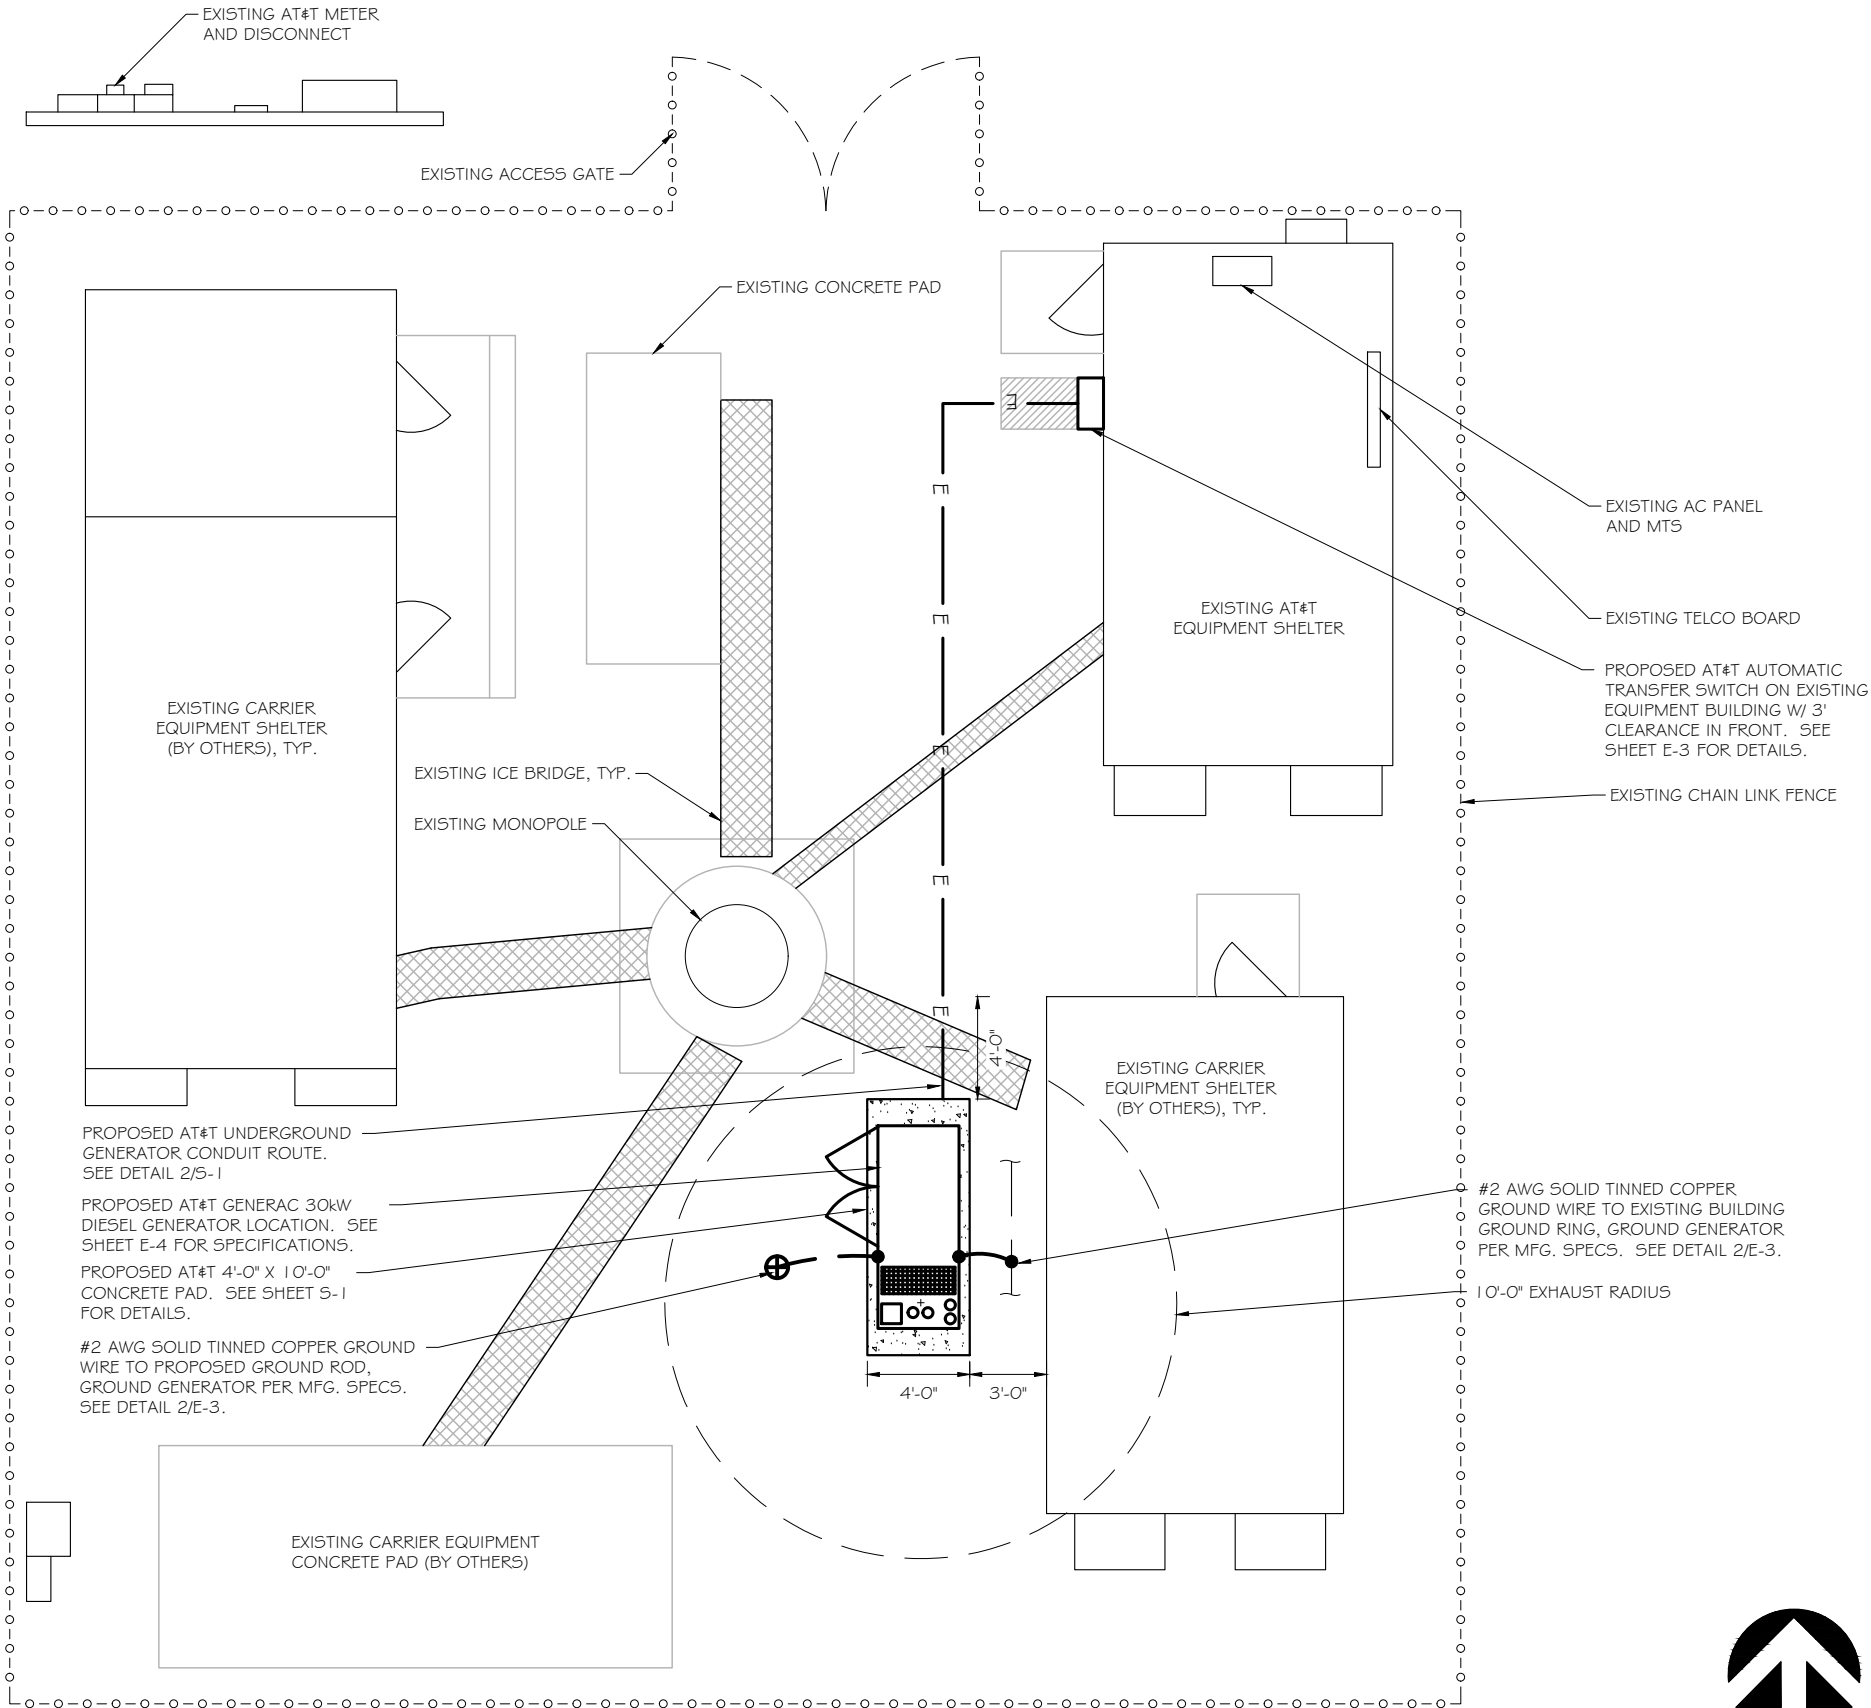 EXISTING AT&T METER
AND DISCONNECT
EXISTING ACCESS GATE
EXISTING CONCRETE PAD
E
E
E
E
E
E
EXISTING AC PANEL
AND MTS
EXISTING AT&T
EQUIPMENT SHELTER
EXISTING TELCO BOARD
PROPOSED AT&T AUTOMATIC
TRANSFER SWITCH ON EXISTING
EQUIPMENT BUILDING W/ 3'
CLEARANCE IN FRONT. SEE
SHEET E-3 FOR DETAILS.
EXISTING CARRIER
EQUIPMENT SHELTER
(BY OTHERS), TYP.
EXISTING ICE BRIDGE, TYP.
EXISTING MONOPOLE
EXISTING CHAIN LINK FENCE
4'-0"
EXISTING CARRIER
EQUIPMENT SHELTER
(BY OTHERS), TYP.
PROPOSED AT&T UNDERGROUND
GENERATOR CONDUIT ROUTE.
SEE DETAIL 2/S-1
PROPOSED AT&T GENERAC 30kW
DIESEL GENERATOR LOCATION. SEE
SHEET E-4 FOR SPECIFICATIONS.
PROPOSED AT&T 4'-0" X 10'-0"
CONCRETE PAD. SEE SHEET S-1
FOR DETAILS.
#2 AWG SOLID TINNED COPPER GROUND
WIRE TO PROPOSED GROUND ROD,
GROUND GENERATOR PER MFG. SPECS.
SEE DETAIL 2/E-3.
#2 AWG SOLID TINNED COPPER
GROUND WIRE TO EXISTING BUILDING
GROUND RING, GROUND GENERATOR
PER MFG. SPECS. SEE DETAIL 2/E-3.
10'-0" EXHAUST RADIUS
4'-0"
3'-0"
EXISTING CARRIER EQUIPMENT
CONCRETE PAD (BY OTHERS)